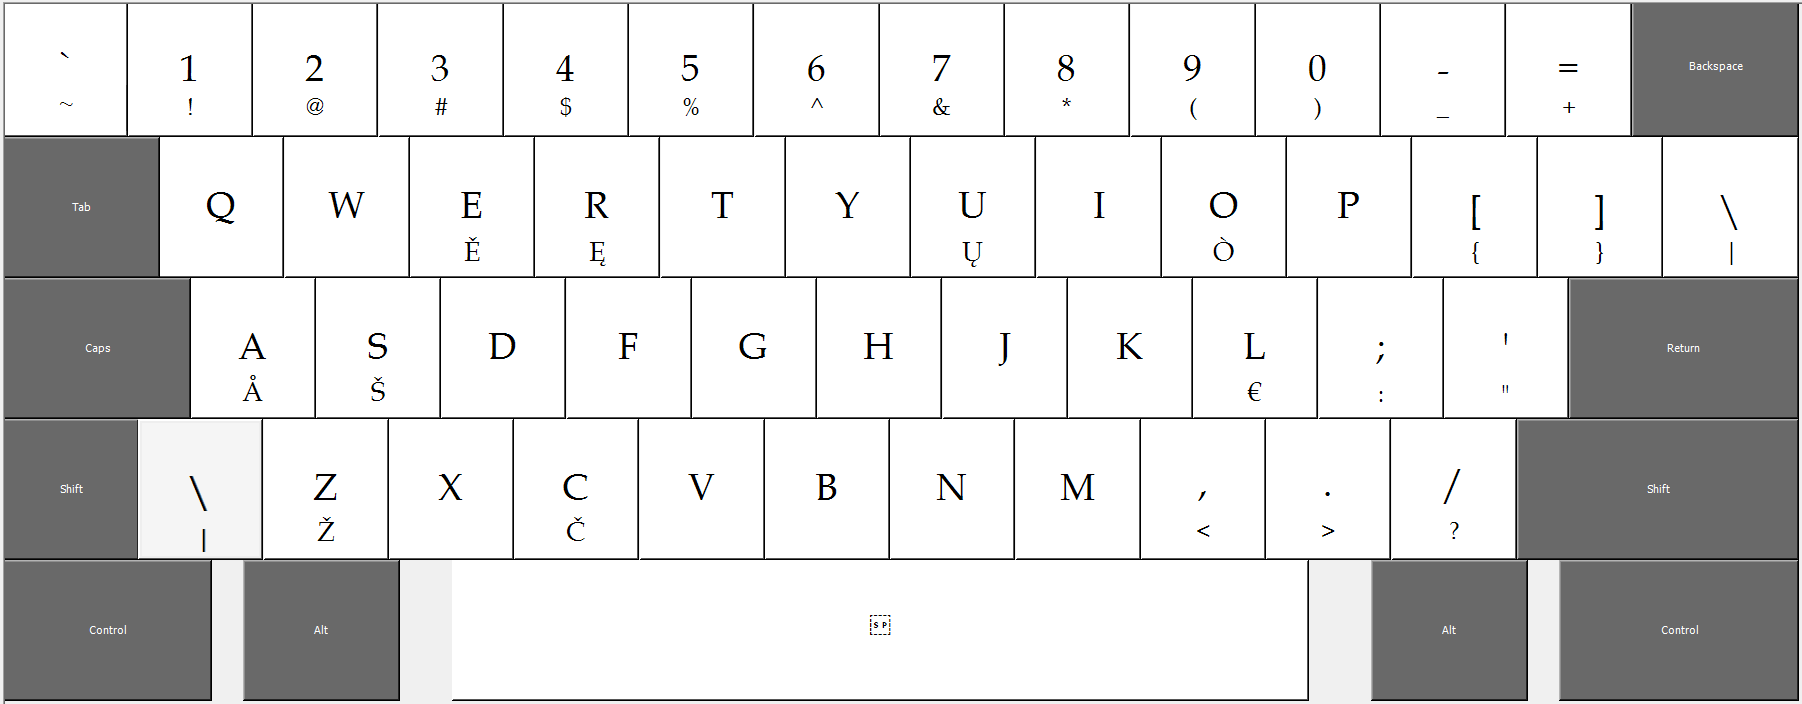 ` 1 2 3 4 5 6 7 8 9 0 - = Backspace
~ ! @ # $ % ^ & * ( ) _ +
Tab Q W E R T Y U I O P [ ] \
Ě Ę Ų Ò { } |
Caps A S D F G H J K L ; ' Return
Å Š € : "
Shift \ Z X C V B N M , . / Shift
| Ž Č < > ?
Control Alt SP Alt Control